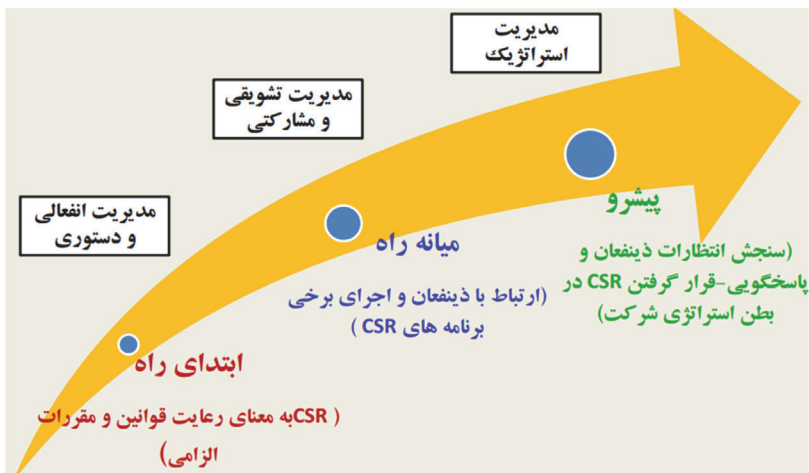 مدیریت
استراتژیک
مدیریت تشویقی
و مشارکتی
مدیریت انفعالی
و دستوری
پیشرو
(سنجش انتظارات ذینفعان و
پاسخگویی-قرار گرفتن CSR در
بطن استراتژی شرکت)
میانه راه
(ارتباط با ذینفعان و اجرای برخی
برنامه های CSR )
ابتدای راه
( CSRبه معنای رعایت قوانین و مقررات
الزامی)